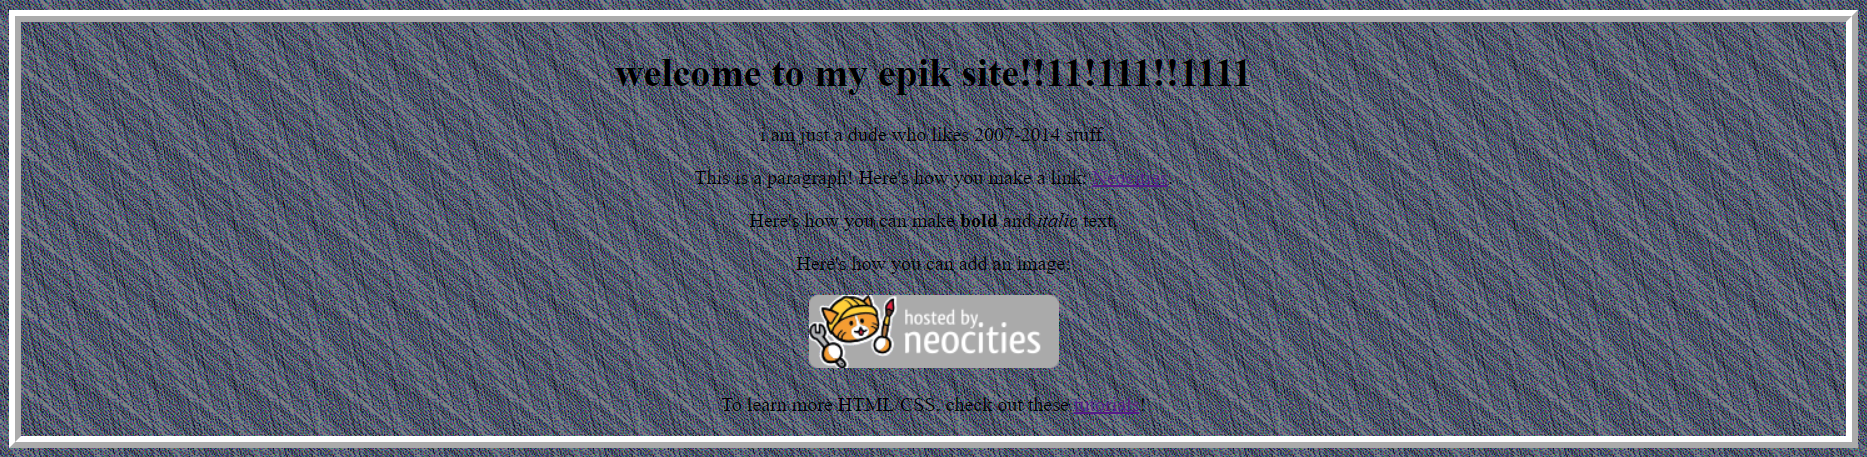 welcome to my epik site!!11!111!!1111
i am just a dude who likes 2007-2014 stuff.
This is a paragraph! Here's how you make a link: Neocities.
Here's how you can make bold and italic text.
Here's how you can add an image:
hosted by
neocities
To learn more HTML/CSS, check out these tutorials!